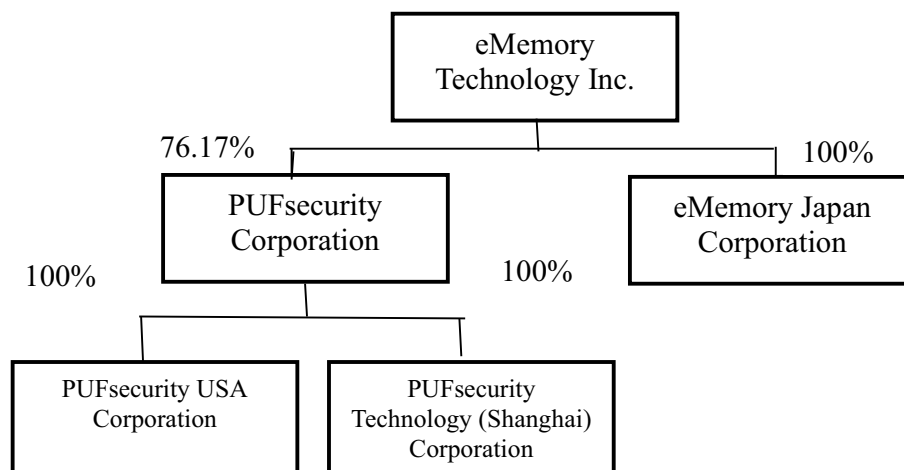 eMemory
Technology Inc.
76.17%
100%
PUFsecurity
Corporation
eMemory Japan
Corporation
100%
100%
PUFsecurity USA
Corporation
PUFsecurity
Technology (Shanghai)
Corporation